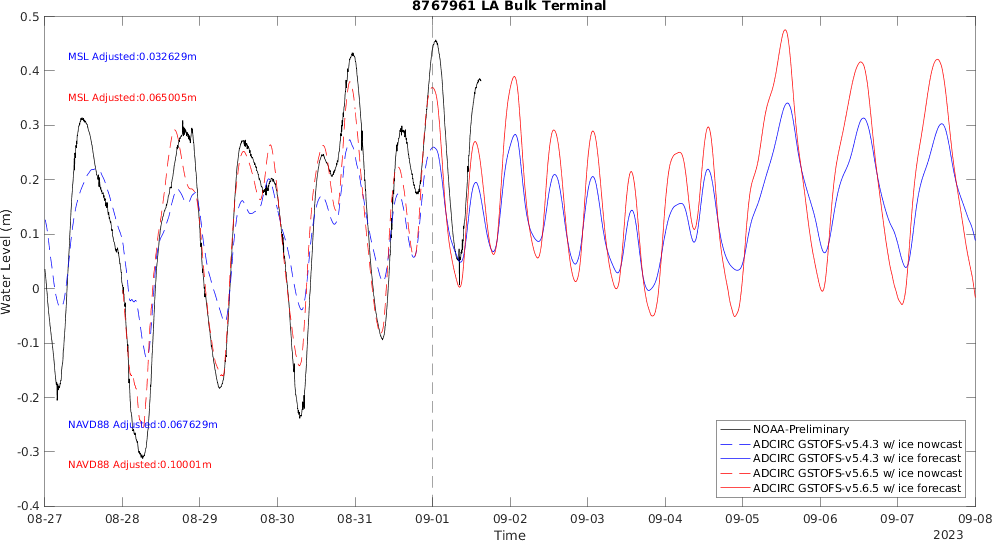 8767961 LA Bulk Terminal
0.5
MSL Adjusted:0.032629m
0.4
MSL Adjusted:0.065005m
0.3
0.2
0.1
Water Level (m)
0
-0.1
-0.2
NAVD88 Adjusted:0.067629m
-0.3
NAVD88 Adjusted:0.10001m
-0.4
NOAA-Preliminary
ADCIRC GSTOFS-v5.4.3 w/ ice nowcast
ADCIRC GSTOFS-v5.4.3 w/ ice forecast
ADCIRC GSTOFS-v5.6.5 w/ ice nowcast
ADCIRC GSTOFS-v5.6.5 w/ ice forecast
08-27 08-28 08-29 08-30 08-31 09-01 09-02 09-03 09-04 09-05 09-06 09-07 09-08
Time
2023